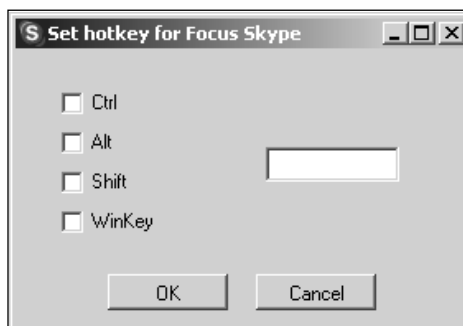 S Set hotkey for Focus Skype
Ctrl
Alt
Shift
WinKey
OK Cancel